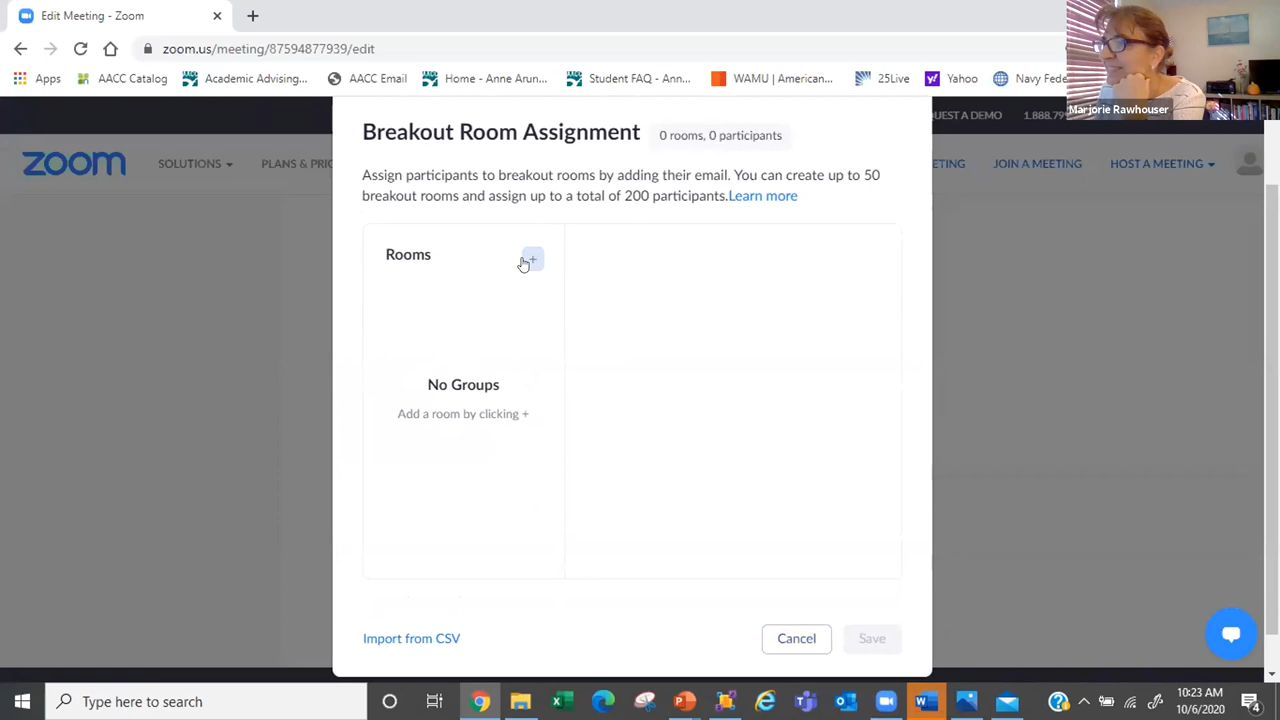 Edit Meeting - Zoom
zoom.us/meeting/87594877939/edit
Apps
AACC Catalog
Academic Advising...
AACC Email
Home - Anne Arun...
Student FAQ - Ann...
WAMU | American...
25Live
Yahoo
Navy Fede
Marjorie Rawhouser
UEST A DEMO
1.888.79
zoom
SOLUTIONS
PLANS & PRIC
ETING
JOIN A MEETING
HOST A MEETING
Breakout Room Assignment
0 rooms, 0 participants
Assign participants to breakout rooms by adding their email. You can create up to 50
breakout rooms and assign up to a total of 200 participants.Learn more
Rooms
+
No Groups
Add a room by clicking +
Import from CSV
Cancel
Save
Type here to search
10:23 AM
10/6/2020
4